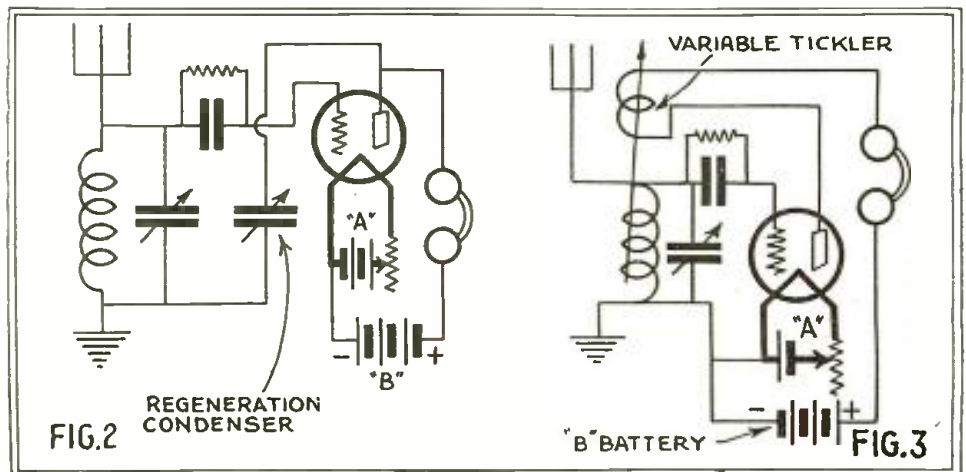 "A"
- "B" +
REGENERATION
CONDENSER
FIG.2
VARIABLE TICKLER
"A"
- +
"B" BATTERY
FIG.3